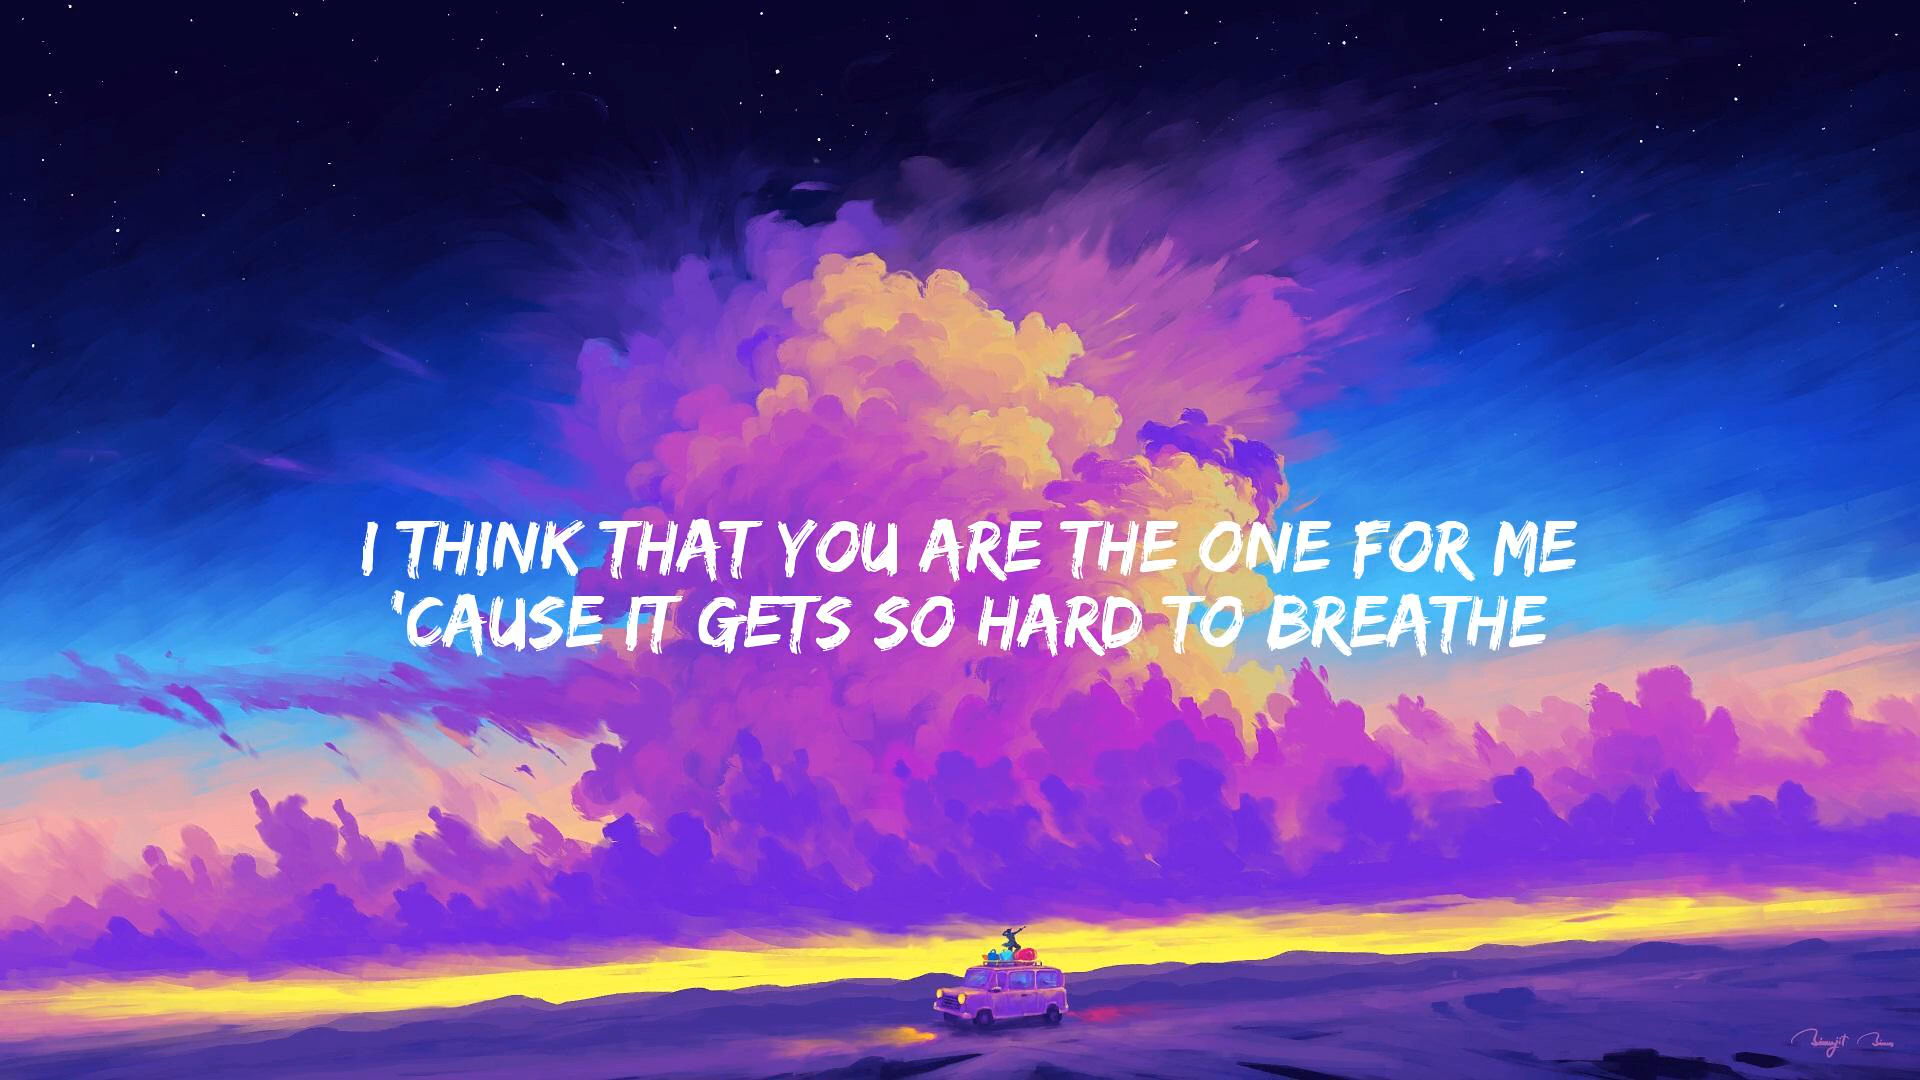 I THINK THAT YOU ARE THE ONE FOR ME
'CAUSE IT GETS SO HARD TO BREATHE